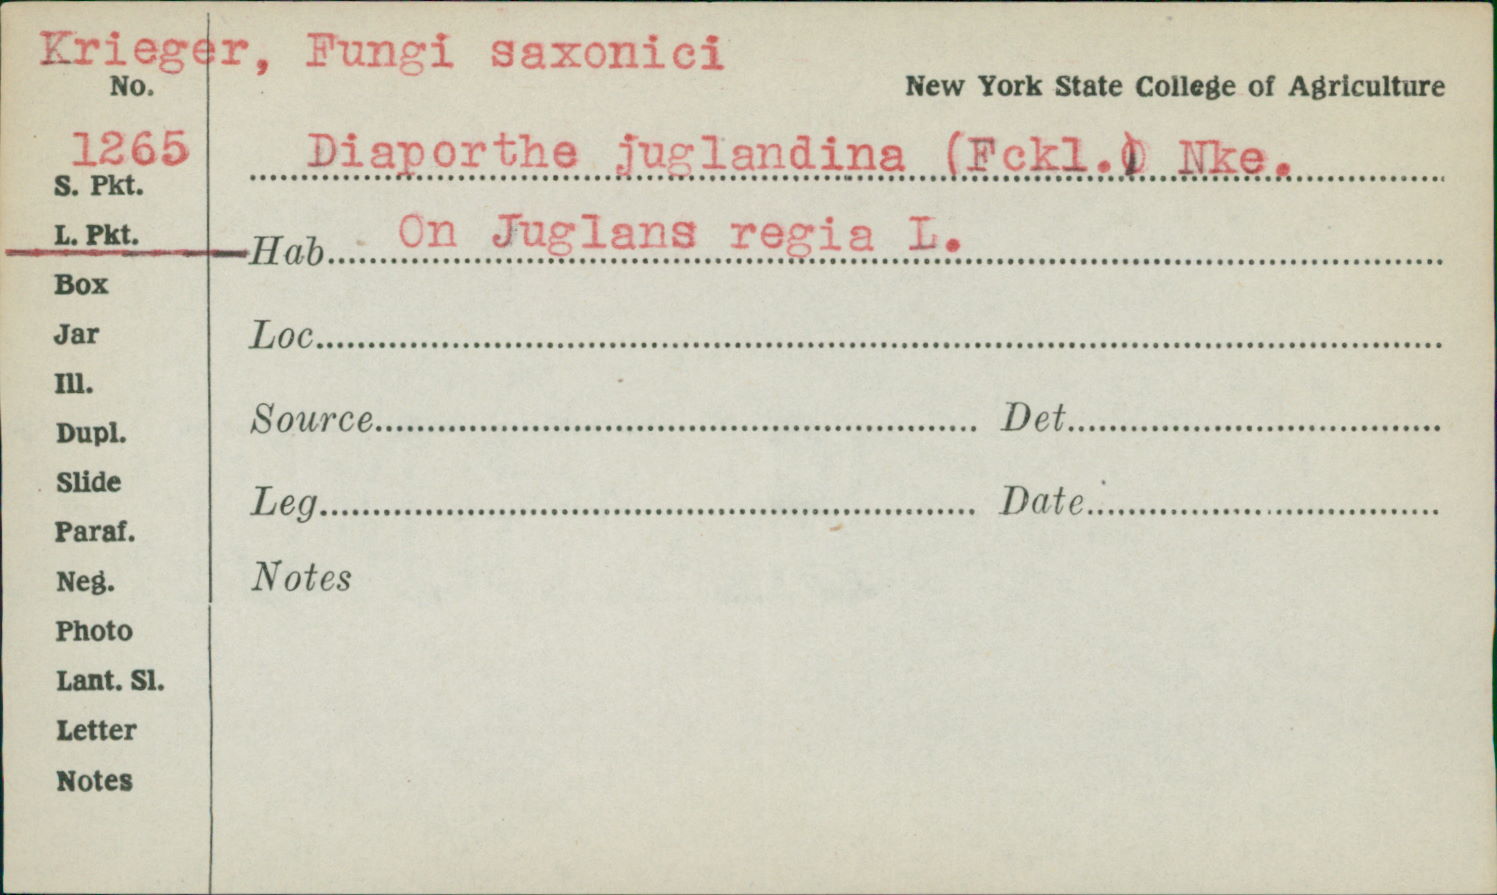 Krieger, Fungi saxonici
No.
New York State College of Agriculture
1265
Diaporthe juglandina (Fckl.) Nke.
S. Pkt.
L. Pkt.
Hab. On Juglans regia L.
Box
Jar
Loc.
Ill.
Dupl.
Source Det.
Slide
Leg. Date
Paraf.
Neg.
Notes
Photo
Lant. Sl.
Letter
Notes